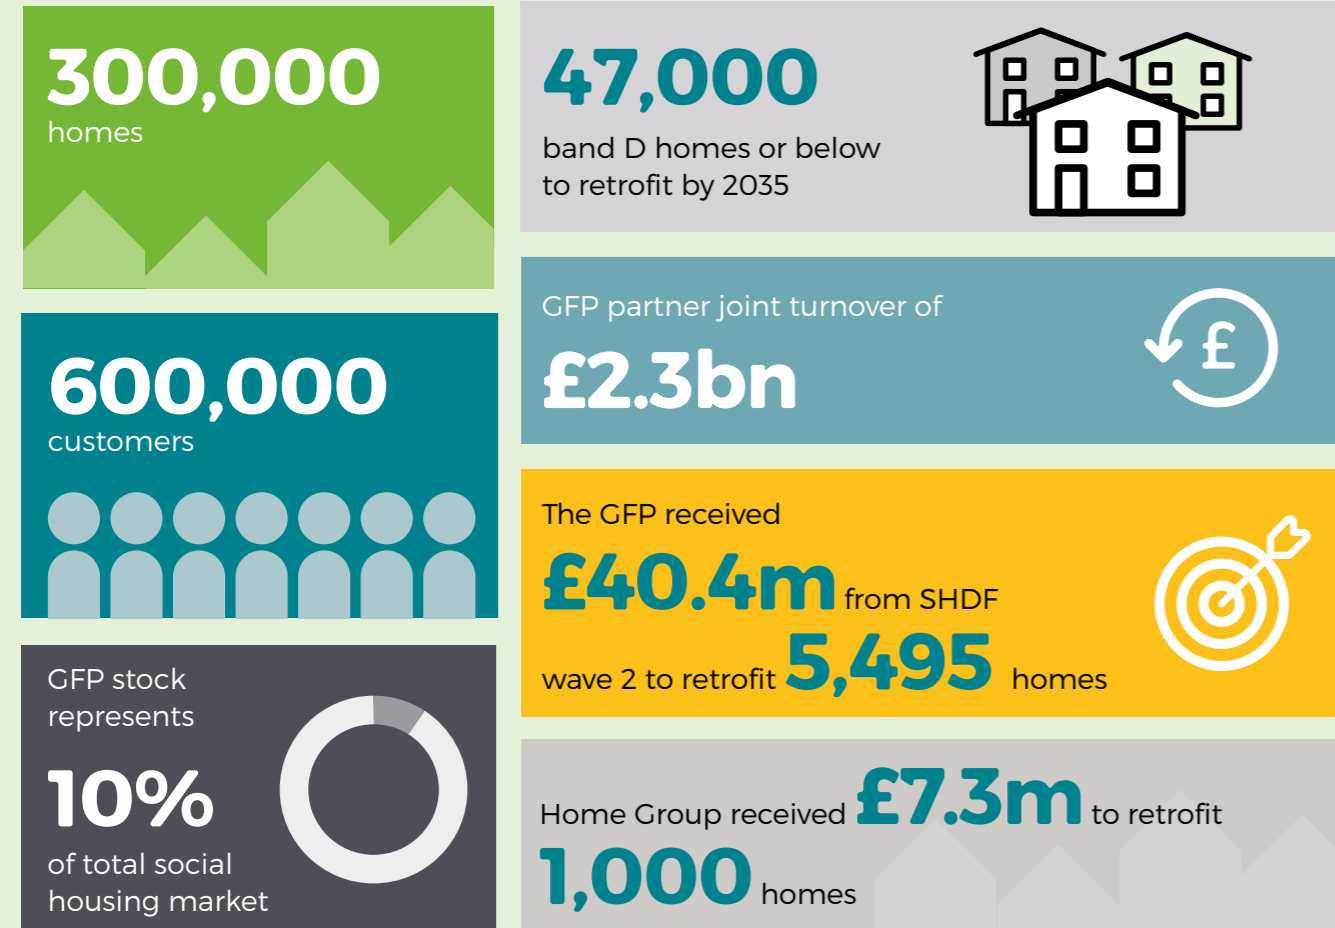 300,000
homes
600,000
customers
GFP stock
represents
10%
of total social
housing market
47,000
band D homes or below
to retrofit by 2035
GFP partner joint turnover of
£2.3bn
£
The GFP received
£40.4m from SHDF
wave 2 to retrofit 5,495 homes
Home Group received £7.3m to retrofit
1,000 homes